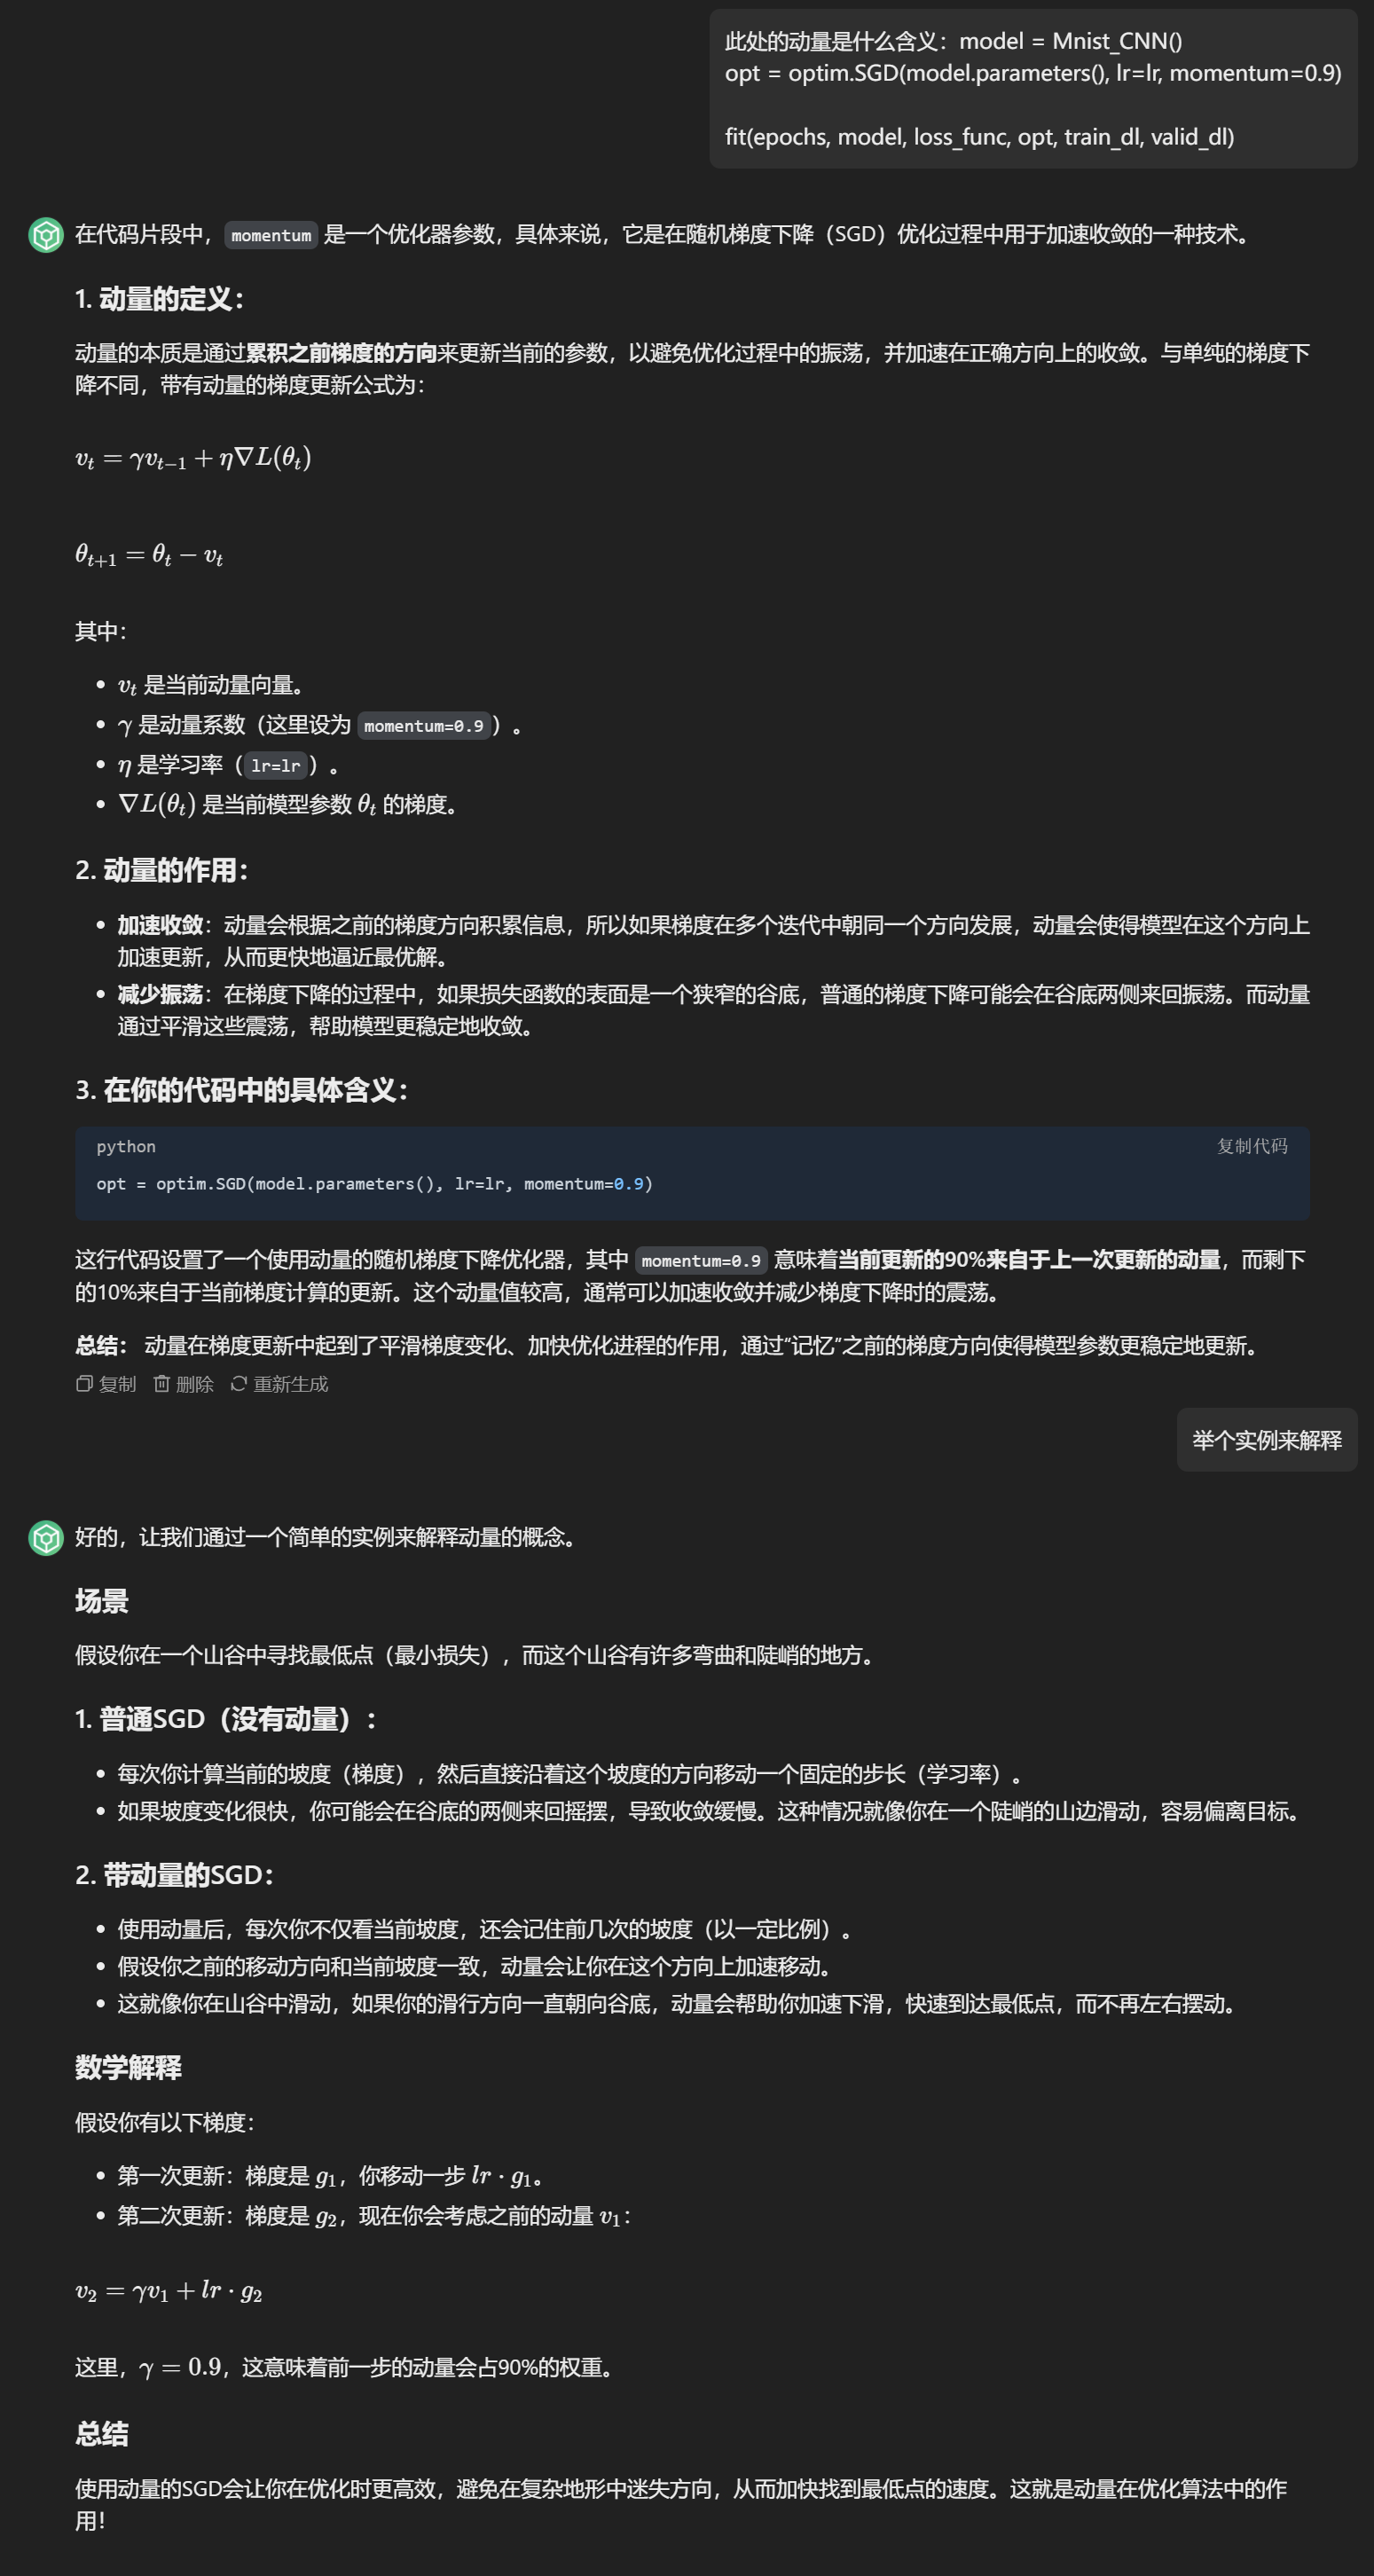 此处的动量是什么含义：model = Mnist_CNN()
opt = optim.SGD(model.parameters(), lr=lr, momentum=0.9)
fit(epochs, model, loss_func, opt, train_dl, valid_dl)
在代码片段中，momentum 是一个优化器参数，具体来说，它是在随机梯度下降（SGD）优化过程中用于加速收敛的一种技术。
1. 动量的定义：
动量的本质是通过累积之前梯度的方向来更新当前的参数，以避免优化过程中的振荡，并加速在正确方向上的收敛。与单纯的梯度下
降不同，带有动量的梯度更新公式为：
v_t = γv_{t−1} + η∇L(θ_t)
θ_{t+1} = θ_t − v_t
其中：
• v_t 是当前动量向量。
• γ 是动量系数（这里设为 momentum=0.9）。
• η 是学习率（lr=lr）。
• ∇L(θ_t) 是当前模型参数 θ_t 的梯度。
2. 动量的作用：
• 加速收敛：动量会根据之前的梯度方向积累信息，所以如果梯度在多个迭代中朝同一个方向发展，动量会使得模型在这个方向上
加速更新，从而更快地逼近最优解。
• 减少振荡：在梯度下降的过程中，如果损失函数的表面是一个狭窄的谷底，普通的梯度下降可能会在谷底两侧来回振荡。而动量
通过平滑这些震荡，帮助模型更稳定地收敛。
3. 在你的代码中的具体含义：
python 复制代码
opt = optim.SGD(model.parameters(), lr=lr, momentum=0.9)
这行代码设置了一个使用动量的随机梯度下降优化器，其中 momentum=0.9 意味着当前更新的90%来自于上一次更新的动量，而剩下
的10%来自于当前梯度计算的更新。这个动量值较高，通常可以加速收敛并减少梯度下降时的震荡。
总结： 动量在梯度更新中起到了平滑梯度变化、加快优化进程的作用，通过“记忆”之前的梯度方向使得模型参数更稳定地更新。
复制 删除 重新生成
举个实例来解释
好的，让我们通过一个简单的实例来解释动量的概念。
场景
假设你在一个山谷中寻找最低点（最小损失），而这个山谷有许多弯曲和陡峭的地方。
1. 普通SGD（没有动量）：
• 每次你计算当前的坡度（梯度），然后直接沿着这个坡度的方向移动一个固定的步长（学习率）。
• 如果坡度变化很快，你可能会在谷底的两侧来回摇摆，导致收敛缓慢。这种情况就像你在一个陡峭的山边滑动，容易偏离目标。
2. 带动量的SGD：
• 使用动量后，每次你不仅看当前坡度，还会记住前几次的坡度（以一定比例）。
• 假设你之前的移动方向和当前坡度一致，动量会让你在这个方向上加速移动。
• 这就像你在山谷中滑动，如果你的滑行方向一直朝向谷底，动量会帮助你加速下滑，快速到达最低点，而不再左右摆动。
数学解释
假设你有以下梯度：
• 第一次更新：梯度是 g_1，你移动一步 lr · g_1。
• 第二次更新：梯度是 g_2，现在你会考虑之前的动量 v_1：
v_2 = γv_1 + lr · g_2
这里，γ = 0.9，这意味着前一步的动量会占90%的权重。
总结
使用动量的SGD会让你在优化时更高效，避免在复杂地形中迷失方向，从而加快找到最低点的速度。这就是动量在优化算法中的作
用！